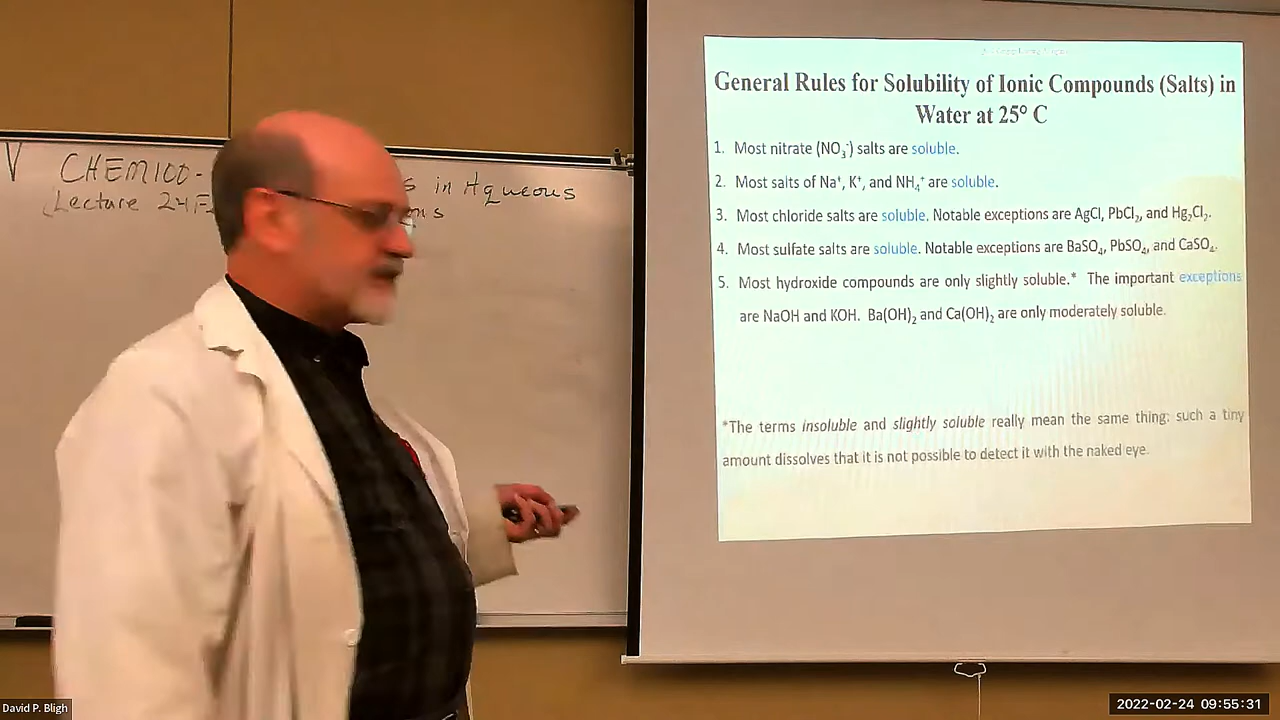 V CHEM100-
s in Aqueous
Lecture 24F
ns
General Rules for Solubility of Ionic Compounds (Salts) in
Water at 25° C
1. Most nitrate (NO₃⁻) salts are soluble.
2. Most salts of Na⁺, K⁺, and NH₄⁺ are soluble.
3. Most chloride salts are soluble. Notable exceptions are AgCl, PbCl₂, and Hg₂Cl₂.
4. Most sulfate salts are soluble. Notable exceptions are BaSO₄, PbSO₄, and CaSO₄.
5. Most hydroxide compounds are only slightly soluble.* The important exceptions
are NaOH and KOH. Ba(OH)₂ and Ca(OH)₂ are only moderately soluble.
*The terms insoluble and slightly soluble really mean the same thing: such a tiny
amount dissolves that it is not possible to detect it with the naked eye.
David P. Bligh
2022-02-24 09:55:31